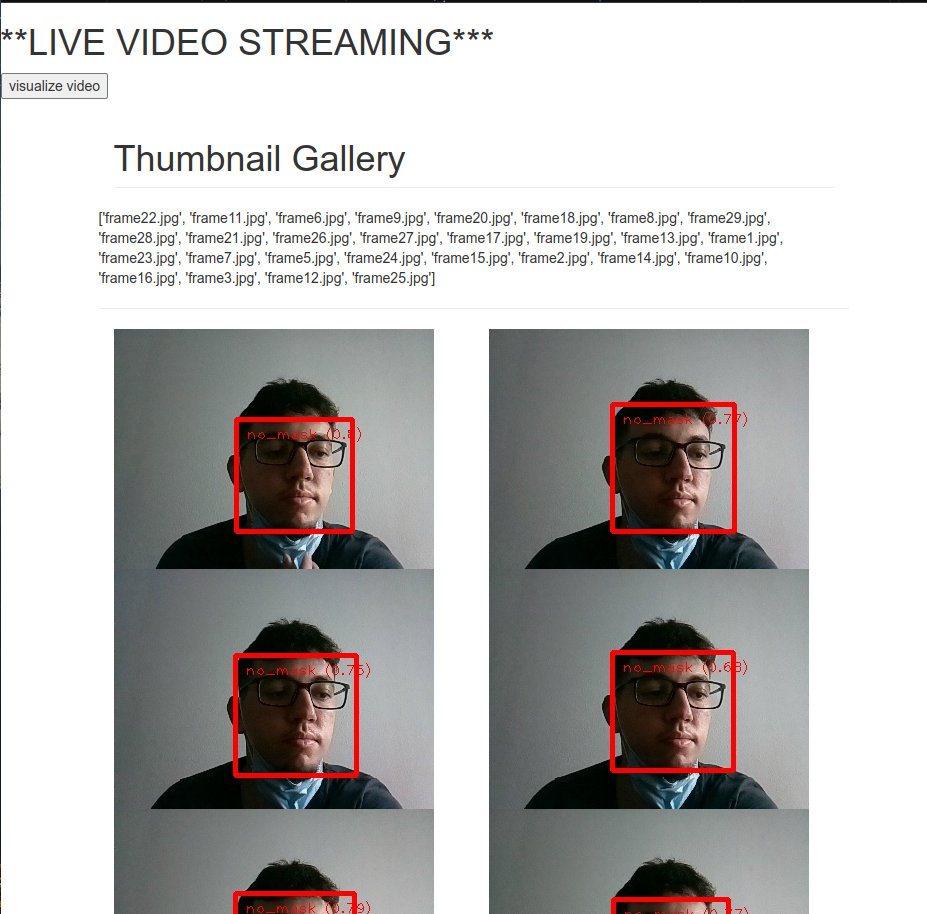 **LIVE VIDEO STREAMING***
visualize video
Thumbnail Gallery
['frame22.jpg', 'frame11.jpg', 'frame6.jpg', 'frame9.jpg', 'frame20.jpg', 'frame18.jpg', 'frame8.jpg', 'frame29.jpg',
'frame28.jpg', 'frame21.jpg', 'frame26.jpg', 'frame27.jpg', 'frame17.jpg', 'frame19.jpg', 'frame13.jpg', 'frame1.jpg',
'frame23.jpg', 'frame7.jpg', 'frame5.jpg', 'frame24.jpg', 'frame15.jpg', 'frame2.jpg', 'frame14.jpg', 'frame10.jpg',
'frame16.jpg', 'frame3.jpg', 'frame12.jpg', 'frame25.jpg']
no_mask
no_mask (0.77)
no_mask (0.75)
no_mask (0.68)
no_mask (0.79)
no_mask